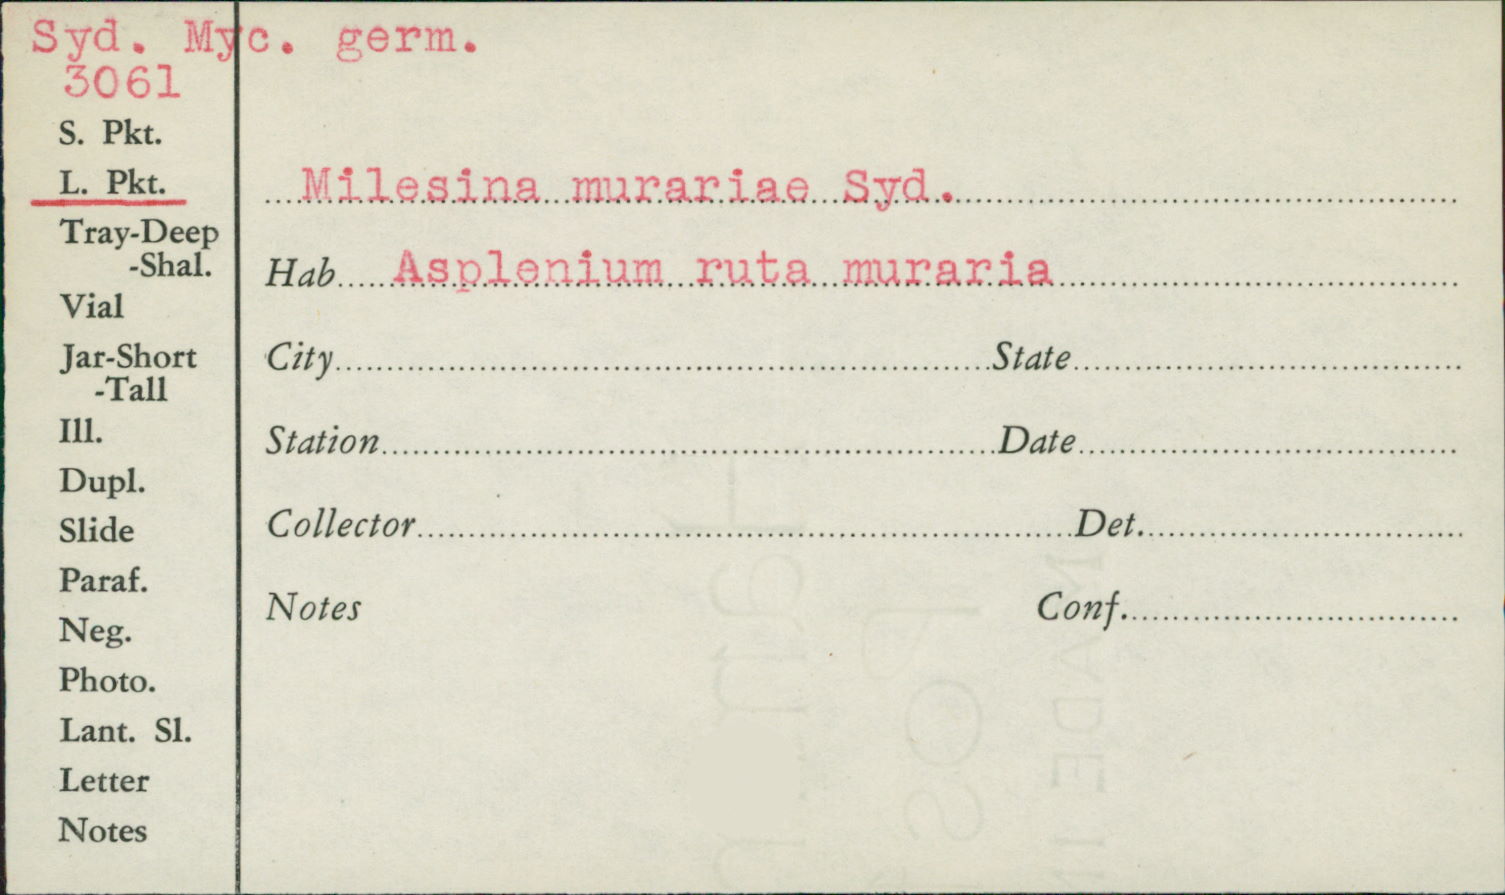 Syd. Myc. germ.
3061
S. Pkt.
L. Pkt.
Tray-Deep
-Shal.
Vial
Jar-Short
-Tall
Ill.
Dupl.
Slide
Paraf.
Neg.
Photo.
Lant. Sl.
Letter
Notes
Milesina murariae Syd.
Hab Asplenium ruta muraria
City State
Station Date
Collector Det.
Notes Conf.